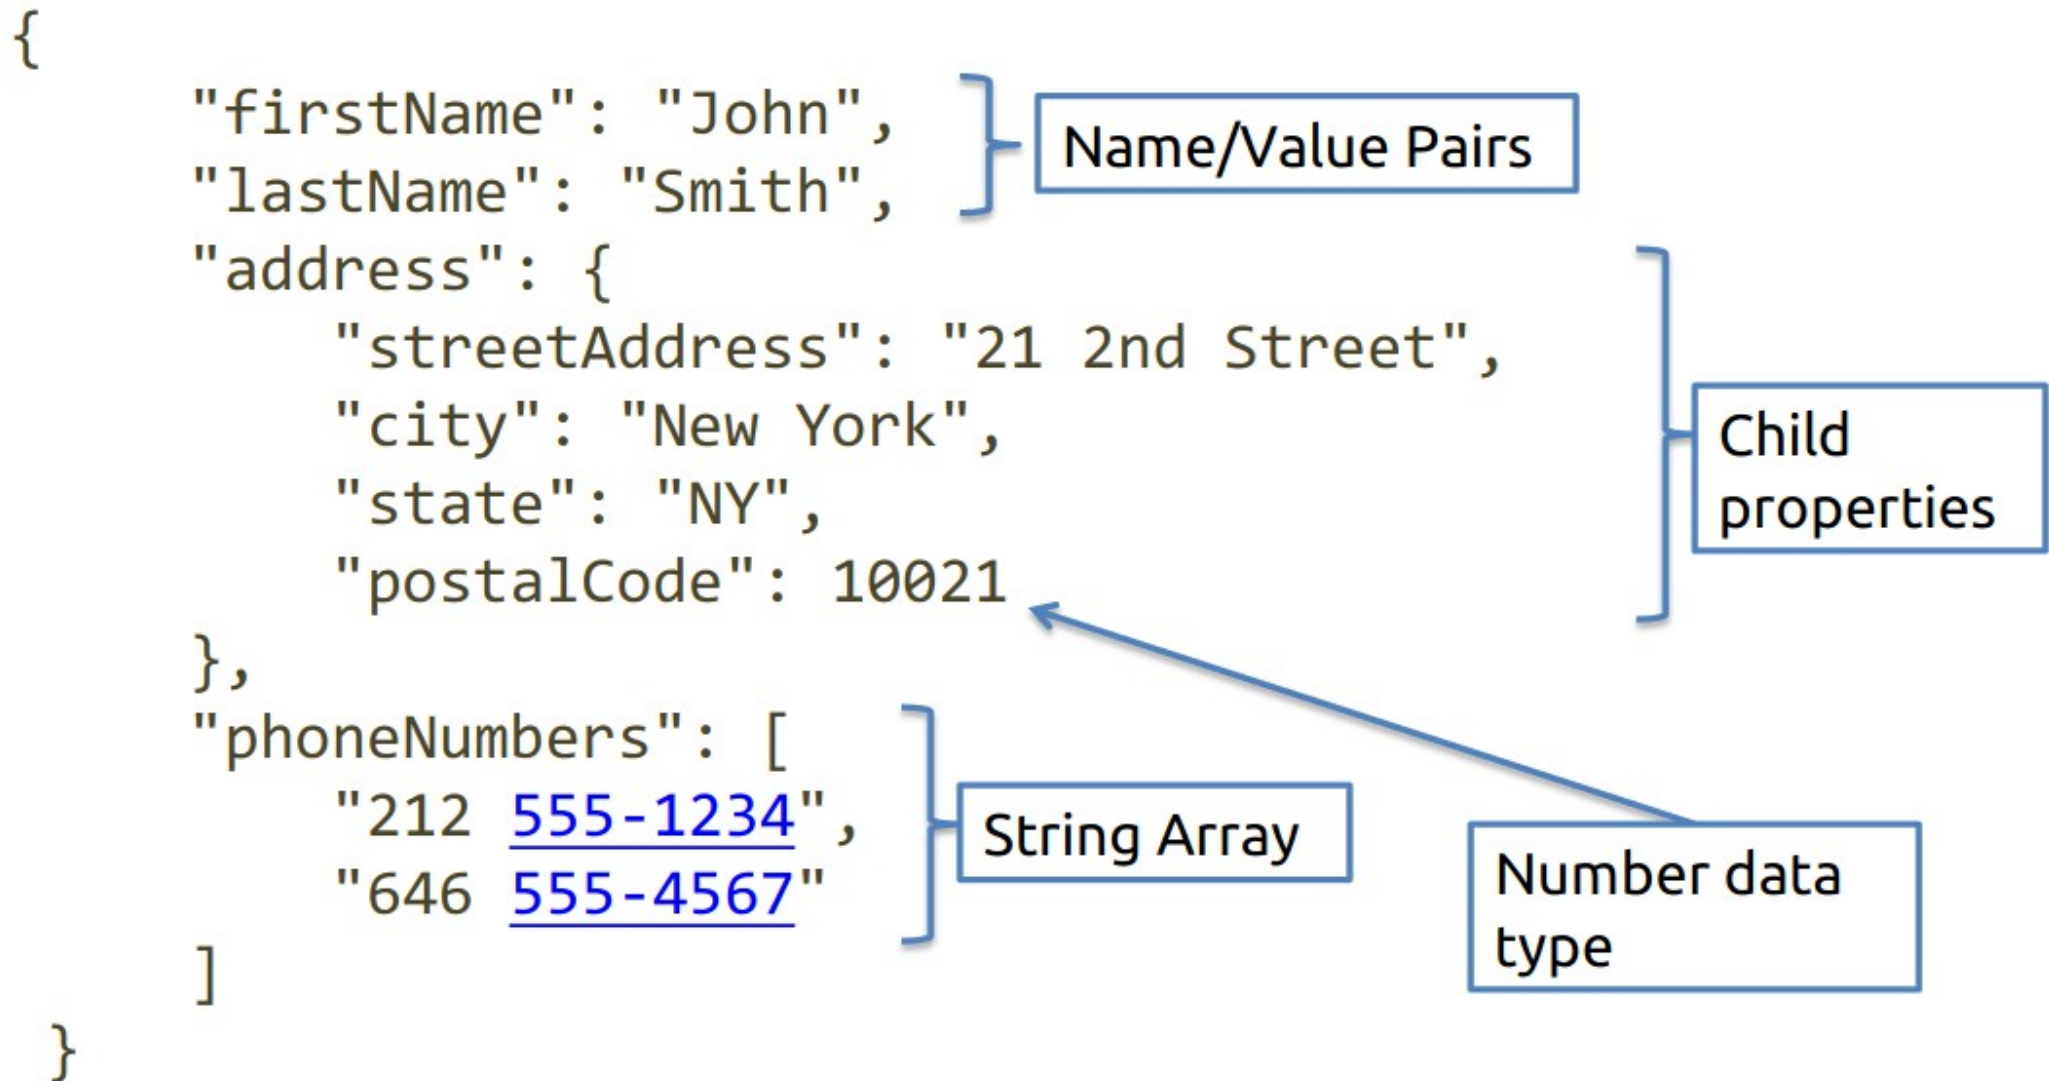 {
"firstName": "John",
"lastName": "Smith",
Name/Value Pairs
"address": {
"streetAddress": "21 2nd Street",
"city": "New York",
"state": "NY",
"postalCode": 10021
Child
properties
},
"phoneNumbers": [
"212 555-1234",
"646 555-4567"
String Array
Number data
type
]
}